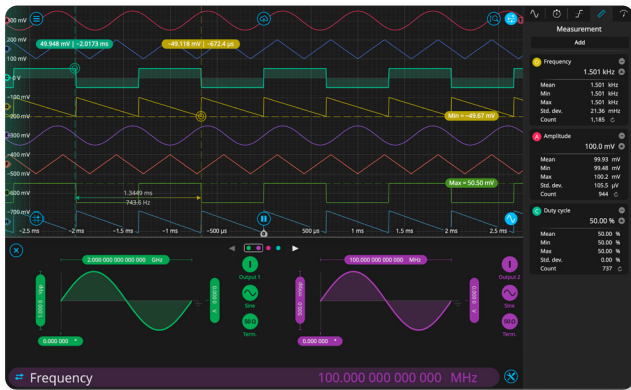 300 mV
200 mV
100 mV
0 V
-100 mV
-200 mV
-300 mV
-400 mV
-500 mV
-600 mV
-700 mV
49.948 mV | -2.0173 ms
-49.118 mV | -672.4 µs
Min = -49.67 mV
Max = 50.50 mV
1.3449 ms
743.6 Hz
-2.5 ms
-2 ms
-1.5 ms
-1 ms
-500 µs
0 s
500 µs
1 ms
1.5 ms
2 ms
2.5 ms
Measurement
Add
Frequency
1.501 kHz
Mean 1.501 kHz
Min 1.501 kHz
Max 1.501 kHz
Std. dev. 21.36 mHz
Count 1,185
A Amplitude
100.0 mV
Mean 99.93 mV
Min 99.48 mV
Max 100.2 mV
Std. dev. 105.5 µV
Count 944
C Duty cycle
50.00 %
Mean 50.00 %
Min 50.00 %
Max 50.00 %
Std. dev. 0.00 %
Count 737
2.000 000 000 000 000 GHz
0.000 0 V
0.000 000 °
Output 1
Sine
50 Ω
Term.
100.000 000 000 000 MHz
0.000 0 V
0.000 000 °
Output 2
Sine
50 Ω
Term.
Frequency
100.000 000 000 000 MHz